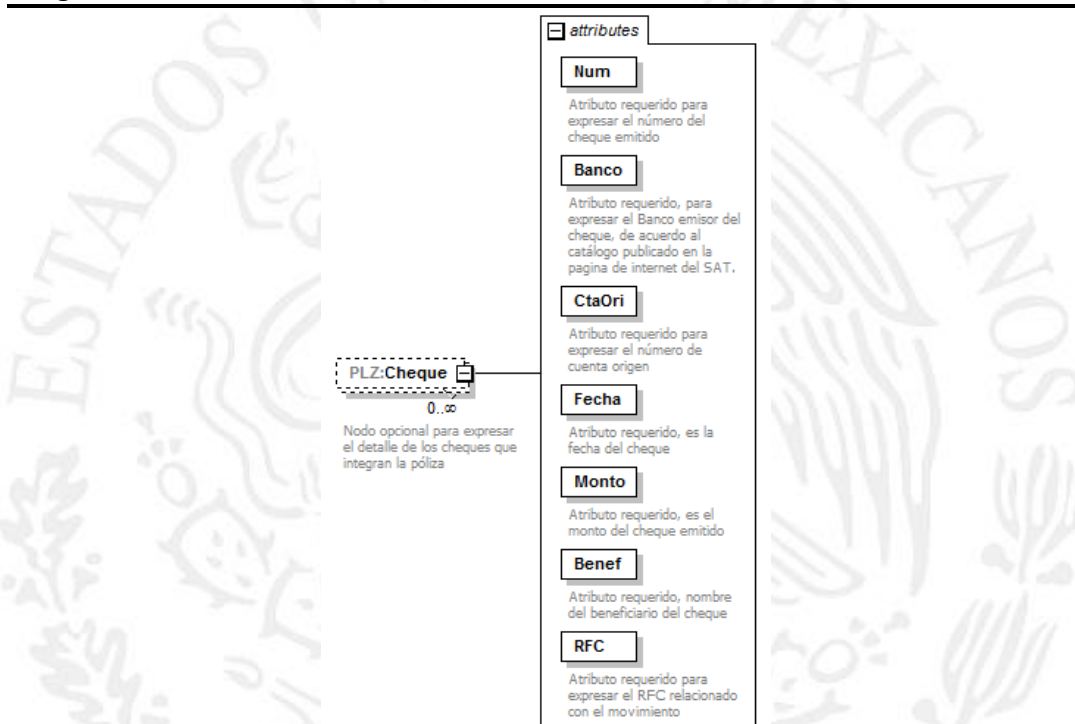 ESTADOS
MEXICANOS
attributes
Num
Atributo requerido para
expresar el número del
cheque emitido
Banco
Atributo requerido, para
expresar el Banco emisor del
cheque, de acuerdo al
catálogo publicado en la
pagina de internet del SAT.
CtaOri
Atributo requerido para
expresar el número de
cuenta origen
PLZ:Cheque
0..∞
Nodo opcional para expresar
el detalle de los cheques que
integran la póliza
Fecha
Atributo requerido, es la
fecha del cheque
Monto
Atributo requerido, es el
monto del cheque emitido
Benef
Atributo requerido, nombre
del beneficiario del cheque
RFC
Atributo requerido para
expresar el RFC relacionado
con el movimiento